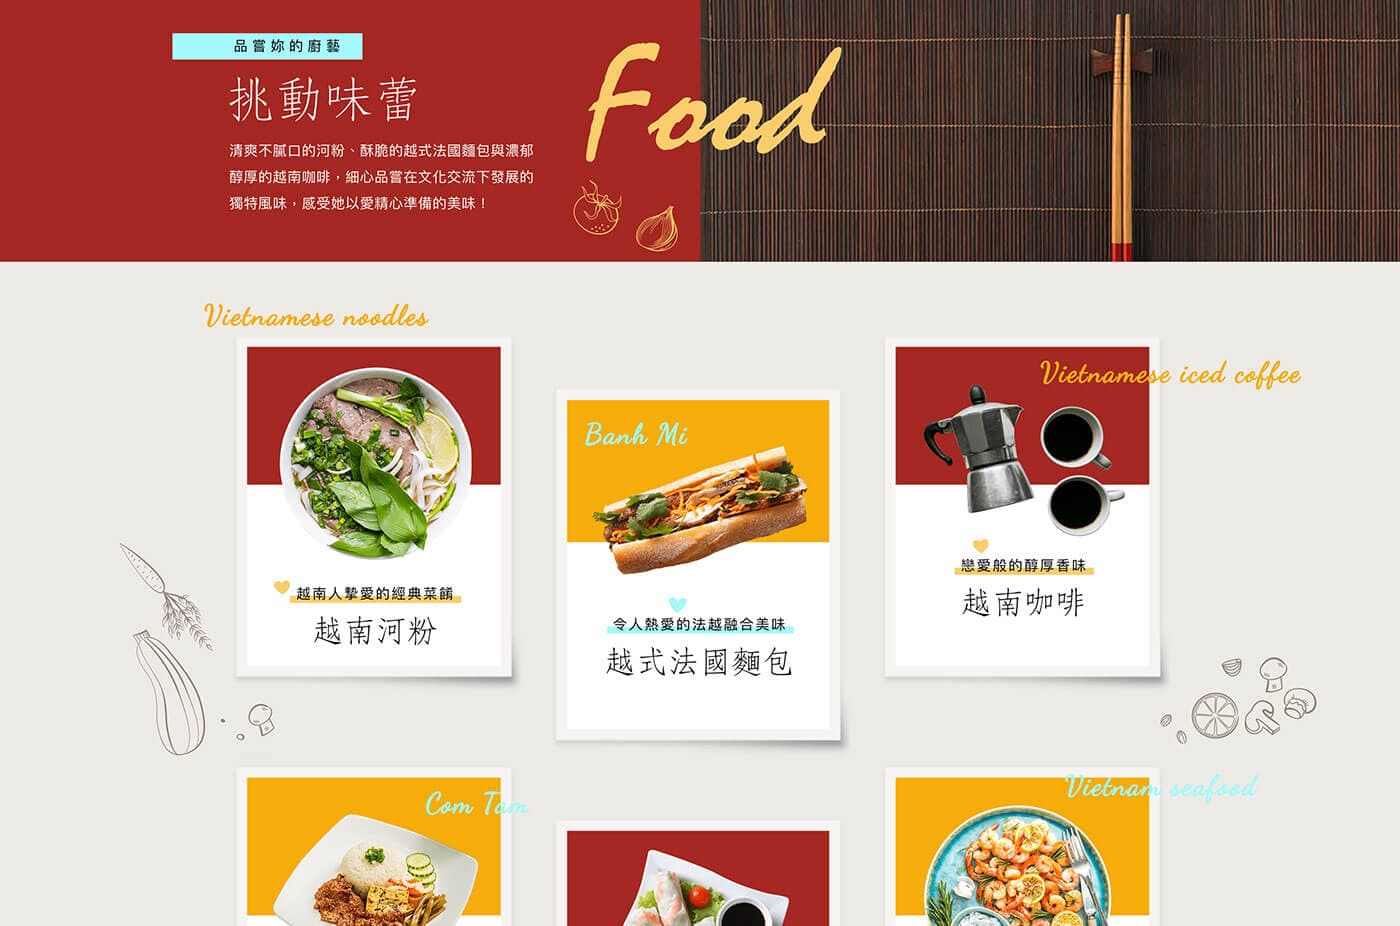 品嘗妳的廚藝
挑動味蕾
清爽不膩口的河粉、酥脆的越式法國麵包與濃郁
醇厚的越南咖啡，細心品嘗在文化交流下發展的
獨特風味，感受她以愛精心準備的美味！
Food
Vietnamese noodles
越南人摯愛的經典菜餚
越南河粉
Banh Mi
令人熱愛的法越融合美味
越式法國麵包
Vietnamese iced coffee
戀愛般的醇厚香味
越南咖啡
Com Tam
Vietnam seafood